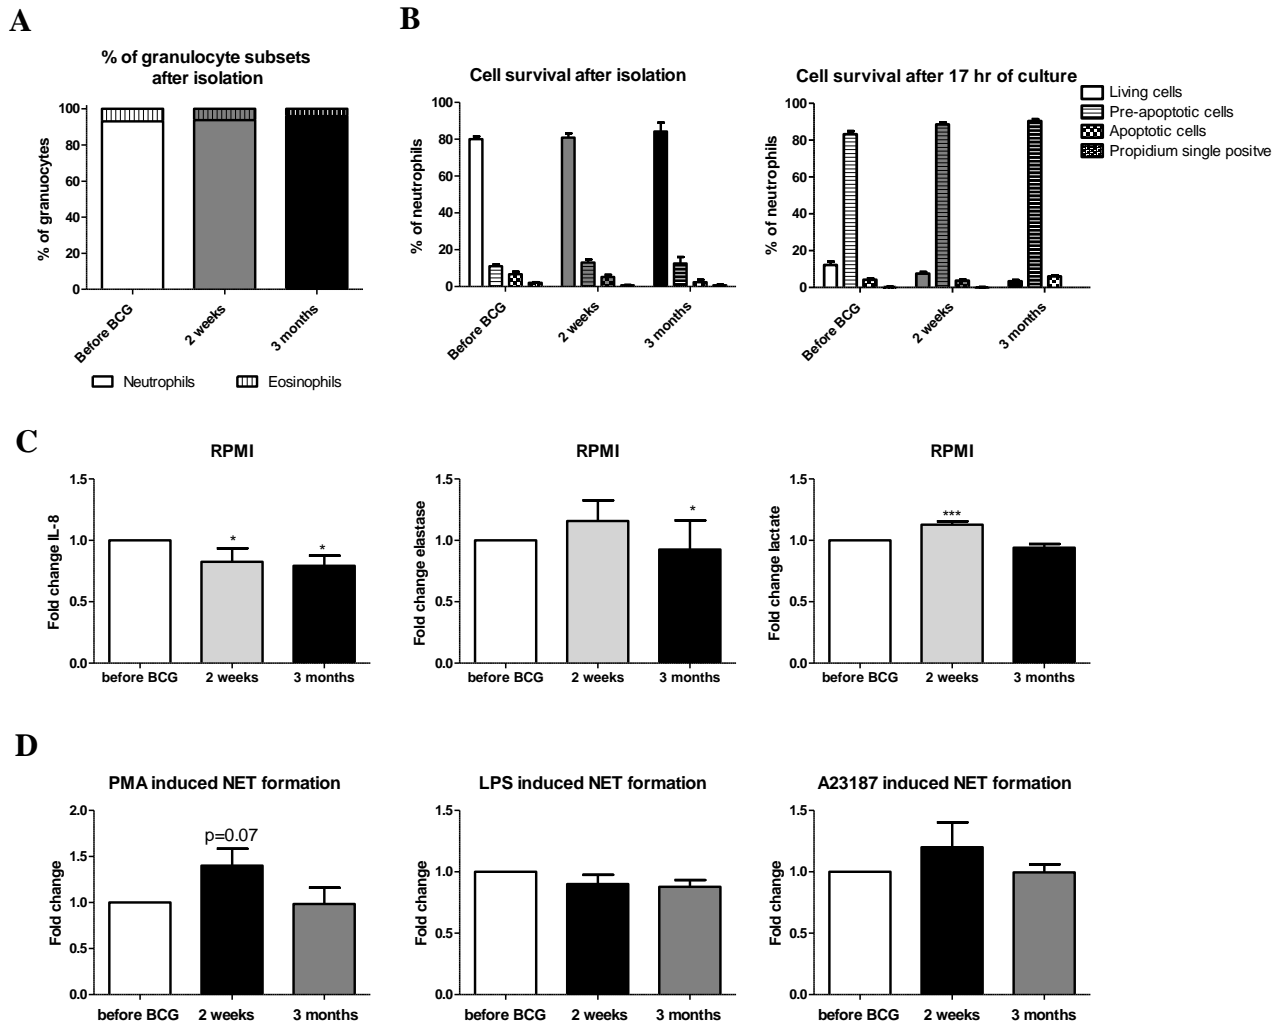 A
% of granulocyte subsets
after isolation
% of granuocytes
100
80
60
40
20
0
Before BCG
2 weeks
3 months
Neutrophils
Eosinophils
B
Cell survival after isolation
% of neutrophils
100
80
60
40
20
0
Before BCG
2 weeks
3 months
Cell survival after 17 hr of culture
% of neutrophils
100
80
60
40
20
0
Before BCG
2 weeks
3 months
Living cells
Pre-apoptotic cells
Apoptotic cells
Propidium single positve
C
RPMI
Fold change IL-8
1.5
1.0
0.5
0.0
*
*
before BCG
2 weeks
3 months
RPMI
Fold change elastase
1.5
1.0
0.5
0.0
*
before BCG
2 weeks
3 months
RPMI
Fold change lactate
1.5
1.0
0.5
0.0
***
before BCG
2 weeks
3 months
D
PMA induced NET formation
Fold change
2.0
1.5
1.0
0.5
0.0
p=0.07
before BCG
2 weeks
3 months
LPS induced NET formation
Fold change
1.5
1.0
0.5
0.0
before BCG
2 weeks
3 months
A23187 induced NET formation
Fold change
1.5
1.0
0.5
0.0
before BCG
2 weeks
3 months